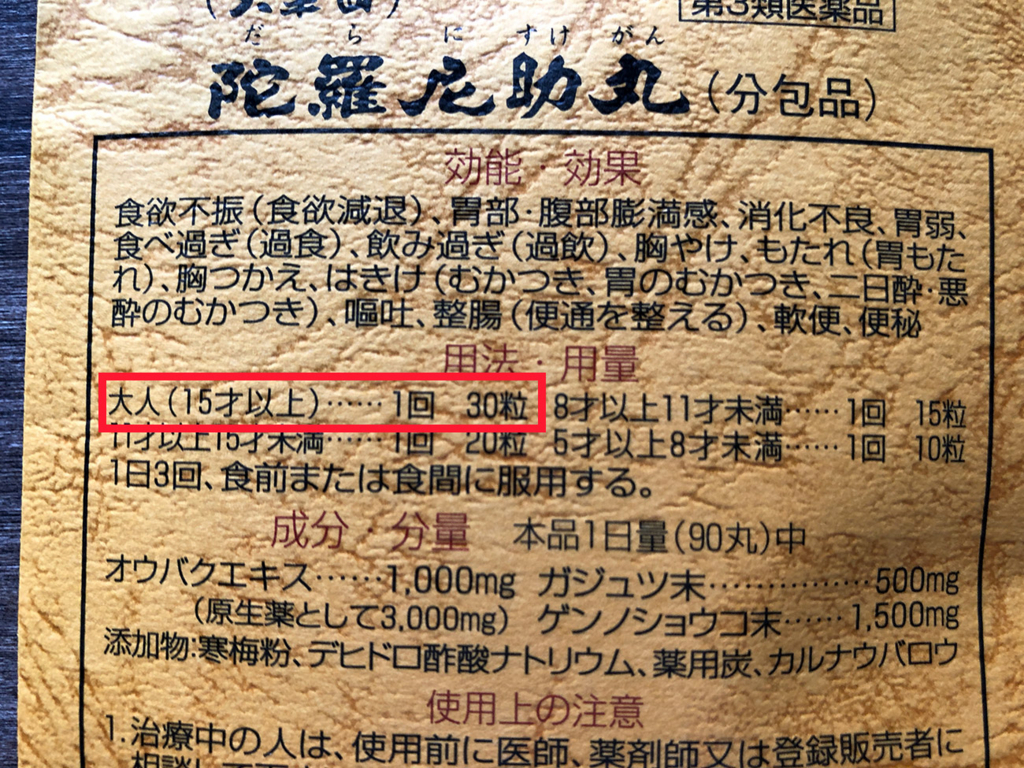 第3類医薬品
だらにすけがん
陀羅尼助丸(分包品)
効能・効果
食欲不振(食欲減退)、胃部・腹部膨満感、消化不良、胃弱、
食べ過ぎ(過食)、飲み過ぎ(過飲)、胸やけ、もたれ(胃もた
れ)、胸つかえ、はきけ(むかつき、胃のむかつき、二日酔・悪
酔のむかつき)、嘔吐、整腸(便通を整える)、軟便、便秘
用法・用量
大人(15才以上)……1回 30粒 8才以上11才未満……1回 15粒
11才以上15才未満……1回 20粒 5才以上8才未満……1回 10粒
1日3回、食前または食間に服用する。
成分・分量 本品1日量(90丸)中
オウバクエキス……1,000mg ガジュツ末……………500mg
(原生薬として3,000mg) ゲンノショウコ末……1,500mg
添加物:寒梅粉、デヒドロ酢酸ナトリウム、薬用炭、カルナウバロウ
使用上の注意
1.治療中の人は、使用前に医師、薬剤師又は登録販売者に